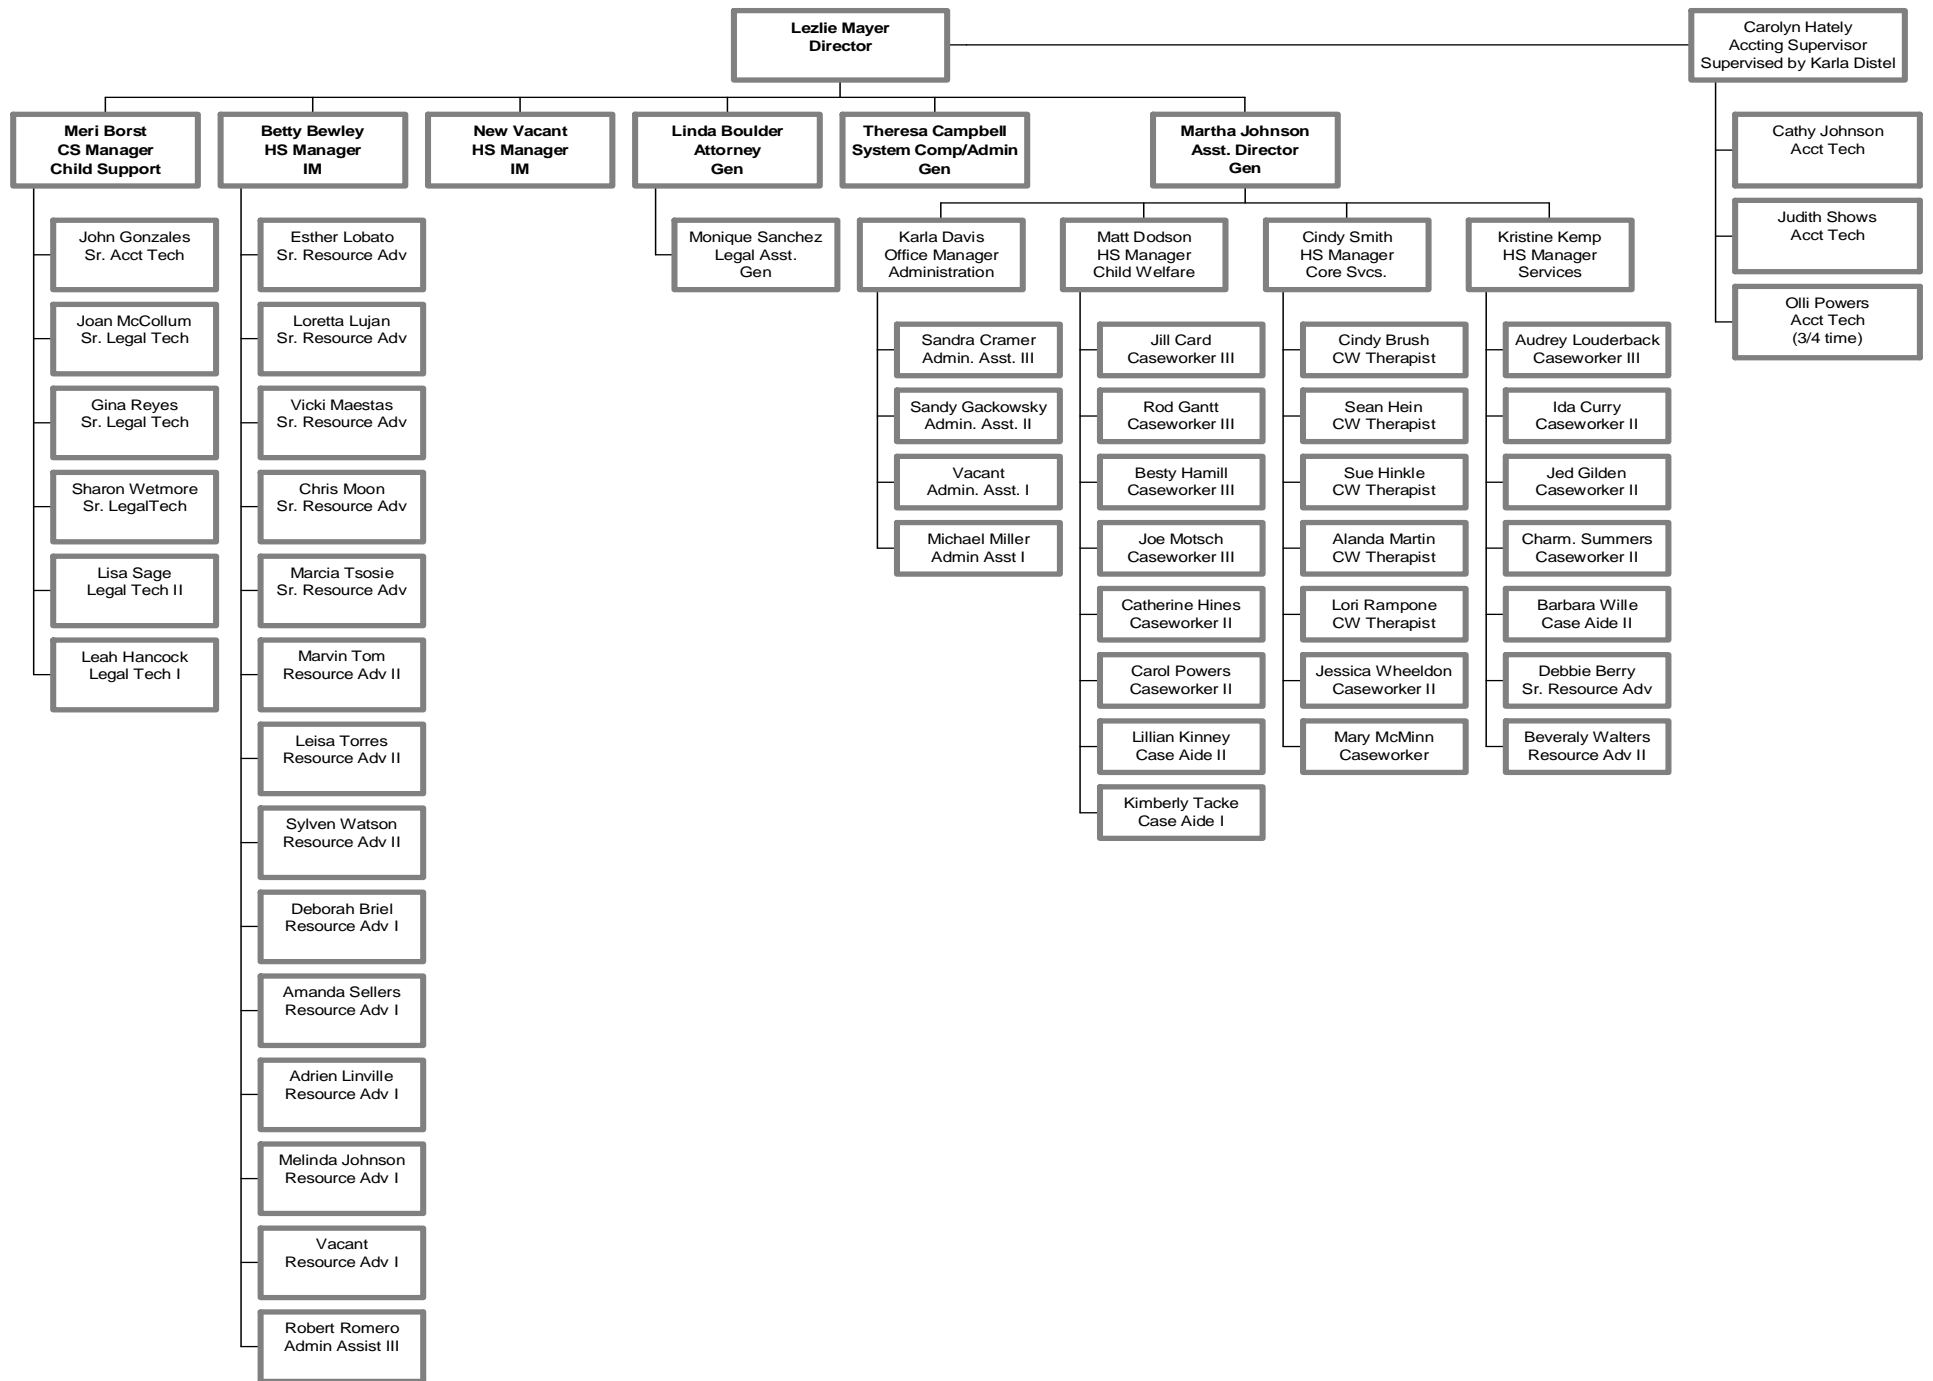 Lezlie Mayer
Director
Carolyn Hately
Accting Supervisor
Supervised by Karla Distel
Meri Borst
CS Manager
Child Support
Betty Bewley
HS Manager
IM
New Vacant
HS Manager
IM
Linda Boulder
Attorney
Gen
Theresa Campbell
System Comp/Admin
Gen
Martha Johnson
Asst. Director
Gen
Cathy Johnson
Acct Tech
Judith Shows
Acct Tech
Olli Powers
Acct Tech
(3/4 time)
John Gonzales
Sr. Acct Tech
Joan McCollum
Sr. Legal Tech
Gina Reyes
Sr. Legal Tech
Sharon Wetmore
Sr. LegalTech
Lisa Sage
Legal Tech II
Leah Hancock
Legal Tech I
Esther Lobato
Sr. Resource Adv
Loretta Lujan
Sr. Resource Adv
Vicki Maestas
Sr. Resource Adv
Chris Moon
Sr. Resource Adv
Marcia Tsosie
Sr. Resource Adv
Marvin Tom
Resource Adv II
Leisa Torres
Resource Adv II
Sylven Watson
Resource Adv II
Deborah Briel
Resource Adv I
Amanda Sellers
Resource Adv I
Adrien Linville
Resource Adv I
Melinda Johnson
Resource Adv I
Vacant
Resource Adv I
Robert Romero
Admin Assist III
Monique Sanchez
Legal Asst.
Gen
Karla Davis
Office Manager
Administration
Sandra Cramer
Admin. Asst. III
Sandy Gackowsky
Admin. Asst. II
Vacant
Admin. Asst. I
Michael Miller
Admin Asst I
Matt Dodson
HS Manager
Child Welfare
Jill Card
Caseworker III
Rod Gantt
Caseworker III
Besty Hamill
Caseworker III
Joe Motsch
Caseworker III
Catherine Hines
Caseworker II
Carol Powers
Caseworker II
Lillian Kinney
Case Aide II
Kimberly Tacke
Case Aide I
Cindy Smith
HS Manager
Core Svcs.
Cindy Brush
CW Therapist
Sean Hein
CW Therapist
Sue Hinkle
CW Therapist
Alanda Martin
CW Therapist
Lori Rampone
CW Therapist
Jessica Wheeldon
Caseworker II
Mary McMinn
Caseworker
Kristine Kemp
HS Manager
Services
Audrey Louderback
Caseworker III
Ida Curry
Caseworker II
Jed Gilden
Caseworker II
Charm. Summers
Caseworker II
Barbara Wille
Case Aide II
Debbie Berry
Sr. Resource Adv
Beveraly Walters
Resource Adv II